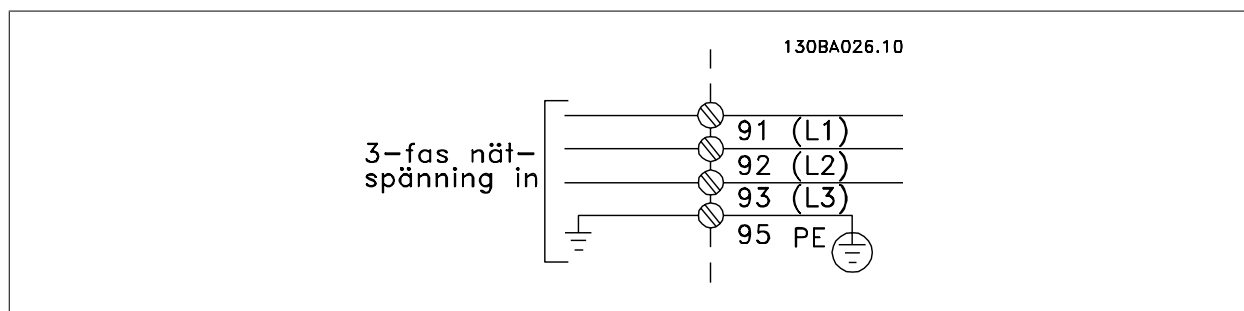 130BA026.10
3-fas nät-
spänning in
91 (L1)
92 (L2)
93 (L3)
95 PE